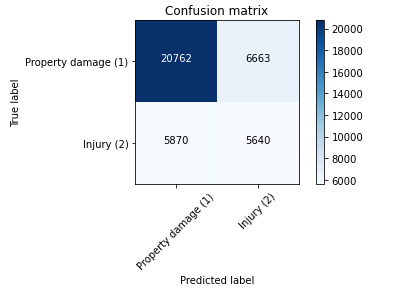 Confusion matrix
True label
Property damage (1)
20762
6663
Injury (2)
5870
5640
20000
18000
16000
14000
12000
10000
8000
6000
Property damage (1)
Injury (2)
Predicted label